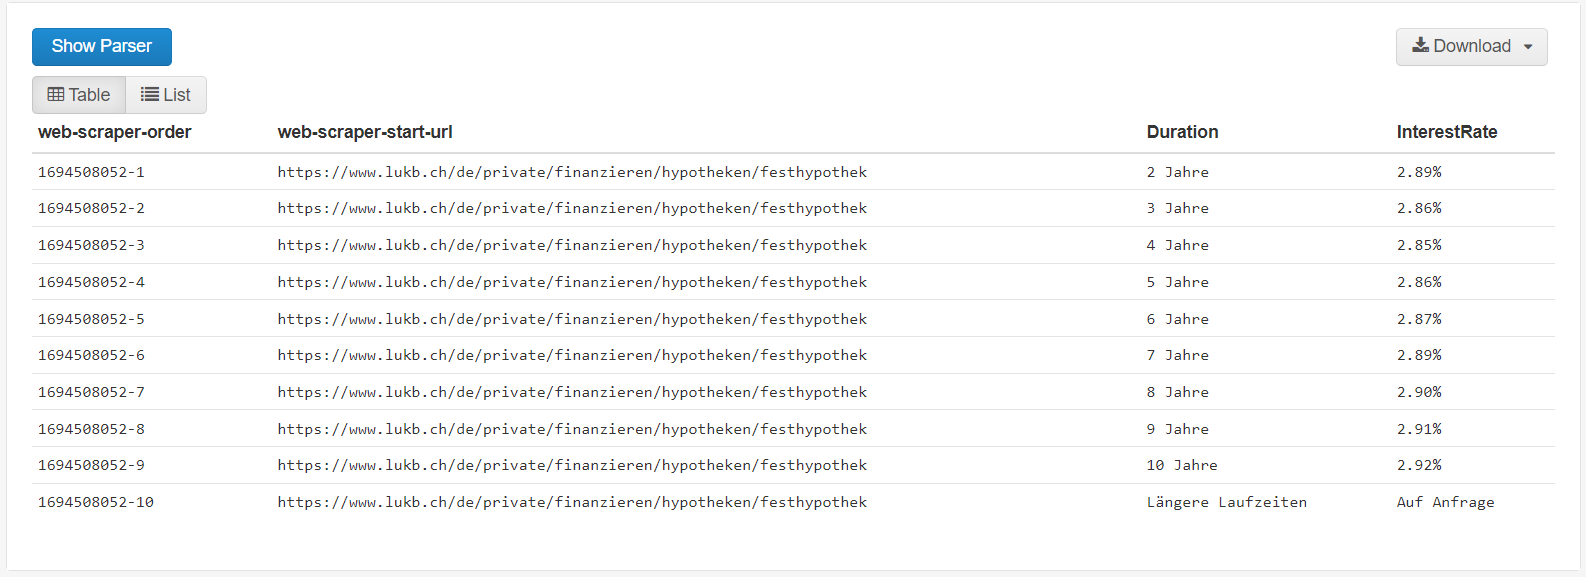 Show Parser
Download
Table List
web-scraper-order web-scraper-start-url Duration InterestRate
1694508052-1 https://www.lukb.ch/de/private/finanzieren/hypotheken/festhypothek 2 Jahre 2.89%
1694508052-2 https://www.lukb.ch/de/private/finanzieren/hypotheken/festhypothek 3 Jahre 2.86%
1694508052-3 https://www.lukb.ch/de/private/finanzieren/hypotheken/festhypothek 4 Jahre 2.85%
1694508052-4 https://www.lukb.ch/de/private/finanzieren/hypotheken/festhypothek 5 Jahre 2.86%
1694508052-5 https://www.lukb.ch/de/private/finanzieren/hypotheken/festhypothek 6 Jahre 2.87%
1694508052-6 https://www.lukb.ch/de/private/finanzieren/hypotheken/festhypothek 7 Jahre 2.89%
1694508052-7 https://www.lukb.ch/de/private/finanzieren/hypotheken/festhypothek 8 Jahre 2.90%
1694508052-8 https://www.lukb.ch/de/private/finanzieren/hypotheken/festhypothek 9 Jahre 2.91%
1694508052-9 https://www.lukb.ch/de/private/finanzieren/hypotheken/festhypothek 10 Jahre 2.92%
1694508052-10 https://www.lukb.ch/de/private/finanzieren/hypotheken/festhypothek Längere Laufzeiten Auf Anfrage